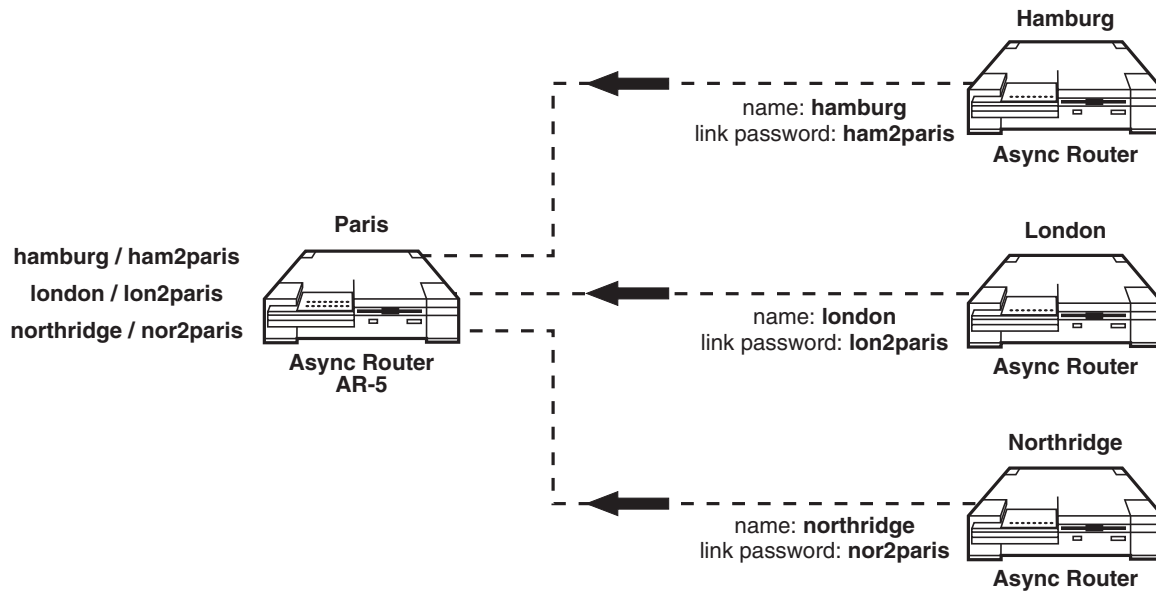 Hamburg
name: hamburg
link password: ham2paris
Async Router
Paris
hamburg / ham2paris
london / lon2paris
northridge / nor2paris
Async Router
AR-5
London
name: london
link password: lon2paris
Async Router
Northridge
name: northridge
link password: nor2paris
Async Router